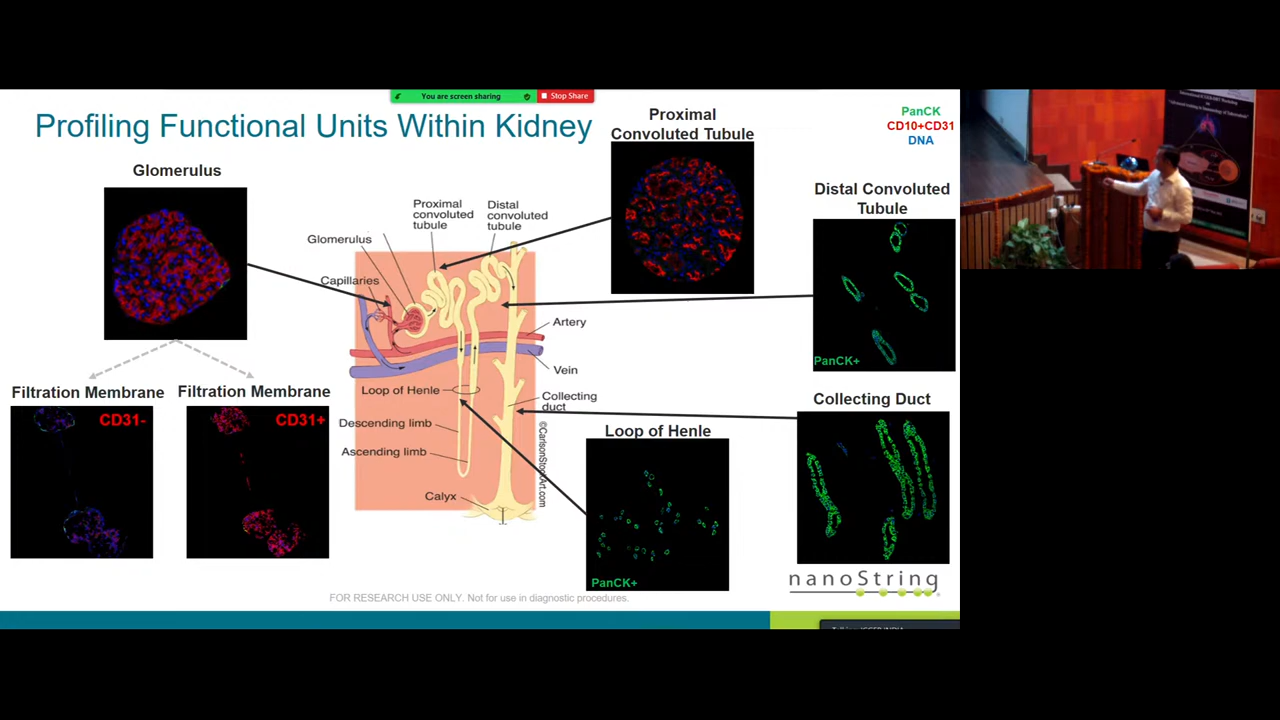 You are screen sharing
Stop Share
Profiling Functional Units Within Kidney
PanCK
CD10+CD31
DNA
Glomerulus
Proximal
Convoluted Tubule
Distal Convoluted
Tubule
Proximal
convoluted
tubule
Distal
convoluted
tubule
Glomerulus
Capillaries
Artery
Vein
Loop of Henle
Collecting
duct
Descending limb
Ascending limb
Calyx
©CarlsonStockArt.com
PanCK+
Filtration Membrane
CD31-
Filtration Membrane
CD31+
Loop of Henle
PanCK+
Collecting Duct
nanoString
FOR RESEARCH USE ONLY. Not for use in diagnostic procedures.